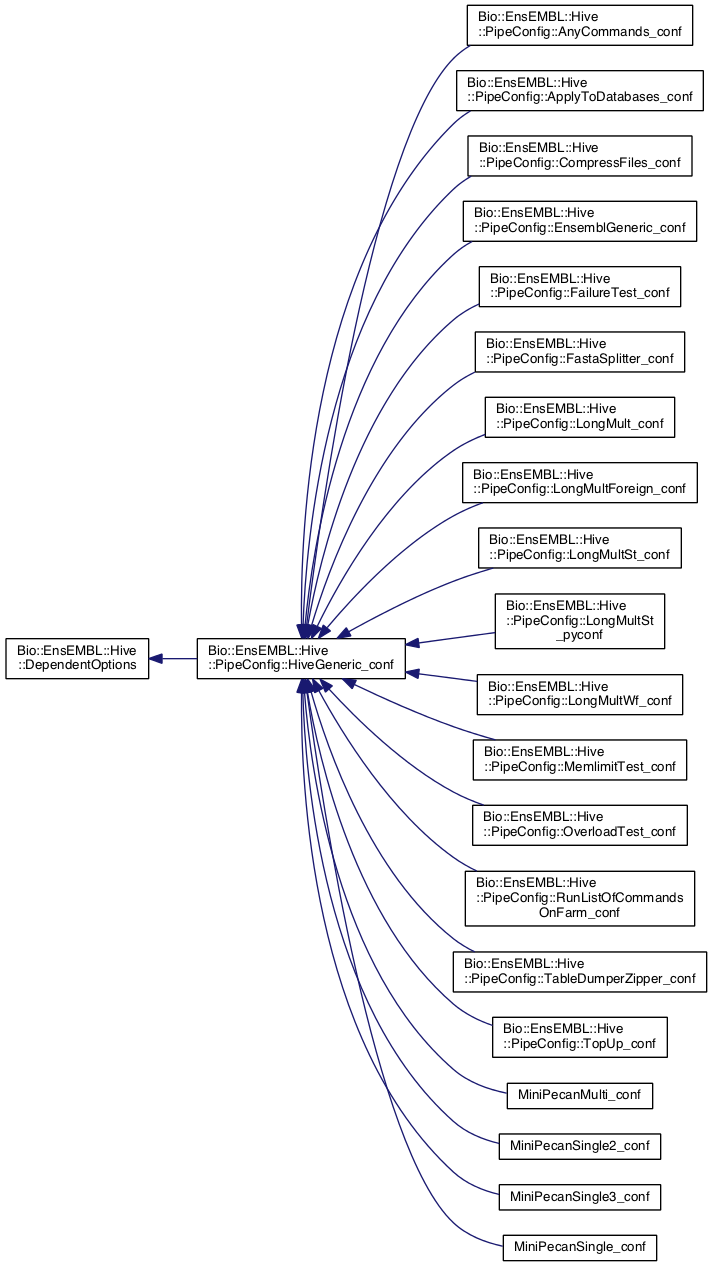 Bio::EnsEMBL::Hive
::PipeConfig::AnyCommands_conf
Bio::EnsEMBL::Hive
::PipeConfig::ApplyToDatabases_conf
Bio::EnsEMBL::Hive
::PipeConfig::CompressFiles_conf
Bio::EnsEMBL::Hive
::PipeConfig::EnsemblGeneric_conf
Bio::EnsEMBL::Hive
::PipeConfig::FailureTest_conf
Bio::EnsEMBL::Hive
::PipeConfig::FastaSplitter_conf
Bio::EnsEMBL::Hive
::PipeConfig::LongMult_conf
Bio::EnsEMBL::Hive
::PipeConfig::LongMultForeign_conf
Bio::EnsEMBL::Hive
::PipeConfig::LongMultSt_conf
Bio::EnsEMBL::Hive
::PipeConfig::LongMultSt
_pyconf
Bio::EnsEMBL::Hive
::DependentOptions
Bio::EnsEMBL::Hive
::PipeConfig::HiveGeneric_conf
Bio::EnsEMBL::Hive
::PipeConfig::LongMultWf_conf
Bio::EnsEMBL::Hive
::PipeConfig::MemlimitTest_conf
Bio::EnsEMBL::Hive
::PipeConfig::OverloadTest_conf
Bio::EnsEMBL::Hive
::PipeConfig::RunListOfCommands
OnFarm_conf
Bio::EnsEMBL::Hive
::PipeConfig::TableDumperZipper_conf
Bio::EnsEMBL::Hive
::PipeConfig::TopUp_conf
MiniPecanMulti_conf
MiniPecanSingle2_conf
MiniPecanSingle3_conf
MiniPecanSingle_conf